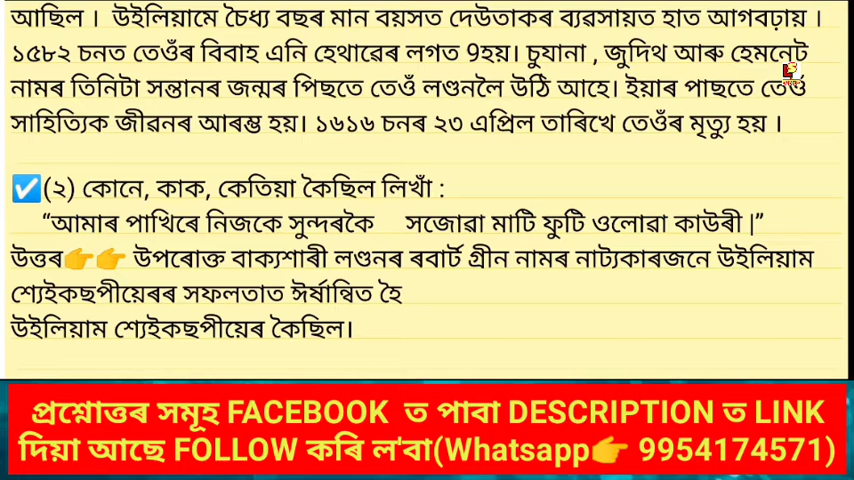 আছিল । উইলিয়ামে চৈধ্য বছৰ মান বয়সত দেউতাকৰ ব্যৱসায়ত হাত আগবঢ়ায় ।
১৫৮২ চনত তেওঁৰ বিবাহ এনি হেথাৱেৰ লগত 9হয়। চুযানা , জুদিথ আৰু হেমনেট
নামৰ তিনিটা সন্তানৰ জন্মৰ পিছতে তেওঁ লণ্ডনলৈ উঠি আহে। ইয়াৰ পাছতে তেওঁ
সাহিত্যিক জীৱনৰ আৰম্ভ হয়। ১৬১৬ চনৰ ২৩ এপ্ৰিল তাৰিখে তেওঁৰ মৃত্যু হয় ।
✅(২) কোনে, কাক, কেতিয়া কৈছিল লিখাঁ :
“আমাৰ পাখিৰে নিজকে সুন্দৰকৈ সজোৱা মাটি ফুটি ওলোৱা কাউৰী |”
উত্তৰ👉👉 উপৰোক্ত বাক্যশাৰী লণ্ডনৰ ৰবাৰ্ট গ্ৰীন নামৰ নাট্যকাৰজনে উইলিয়াম
শ্যেইকছপীয়েৰৰ সফলতাত ঈৰ্ষান্বিত হৈ
উইলিয়াম শ্যেইকছপীয়েৰ কৈছিল।
প্ৰশ্নোত্তৰ সমূহ FACEBOOK ত পাবা DESCRIPTION ত LINK
দিয়া আছে FOLLOW কৰি ল'বা(Whatsapp👉 9954174571)